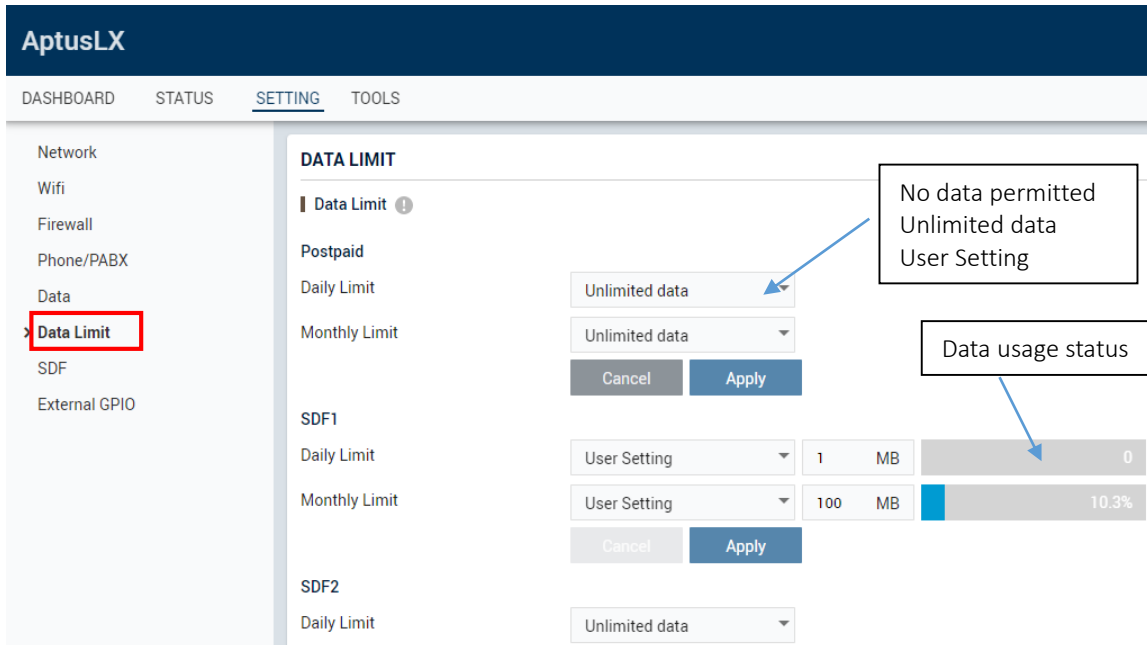 AptusLX
DASHBOARD STATUS SETTING TOOLS
Network
Wifi
Firewall
Phone/PABX
Data
Data Limit
SDF
External GPIO
DATA LIMIT
Data Limit
No data permitted
Unlimited data
User Setting
Postpaid
Daily Limit Unlimited data
Monthly Limit Unlimited data
Cancel Apply
Data usage status
SDF1
Daily Limit User Setting 1 MB 0
Monthly Limit User Setting 100 MB 10.3%
Cancel Apply
SDF2
Daily Limit Unlimited data